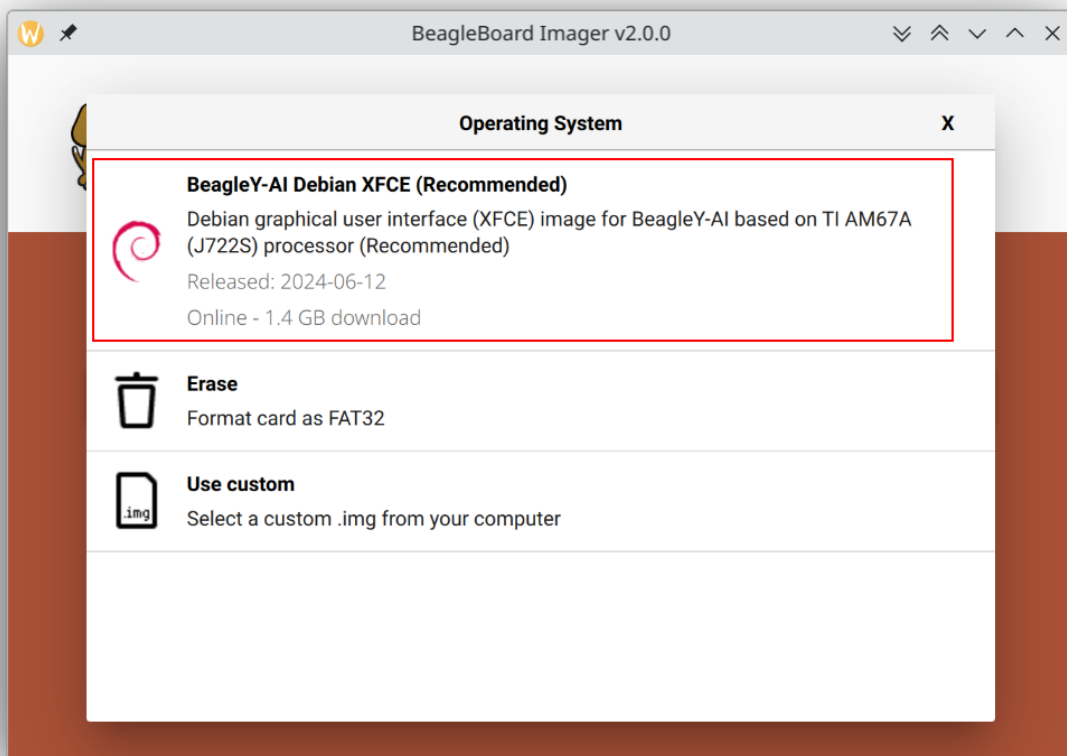 BeagleBoard Imager v2.0.0
Operating System
X
BeagleY-AI Debian XFCE (Recommended)
Debian graphical user interface (XFCE) image for BeagleY-AI based on TI AM67A
(J722S) processor (Recommended)
Released: 2024-06-12
Online - 1.4 GB download
Erase
Format card as FAT32
.img
Use custom
Select a custom .img from your computer